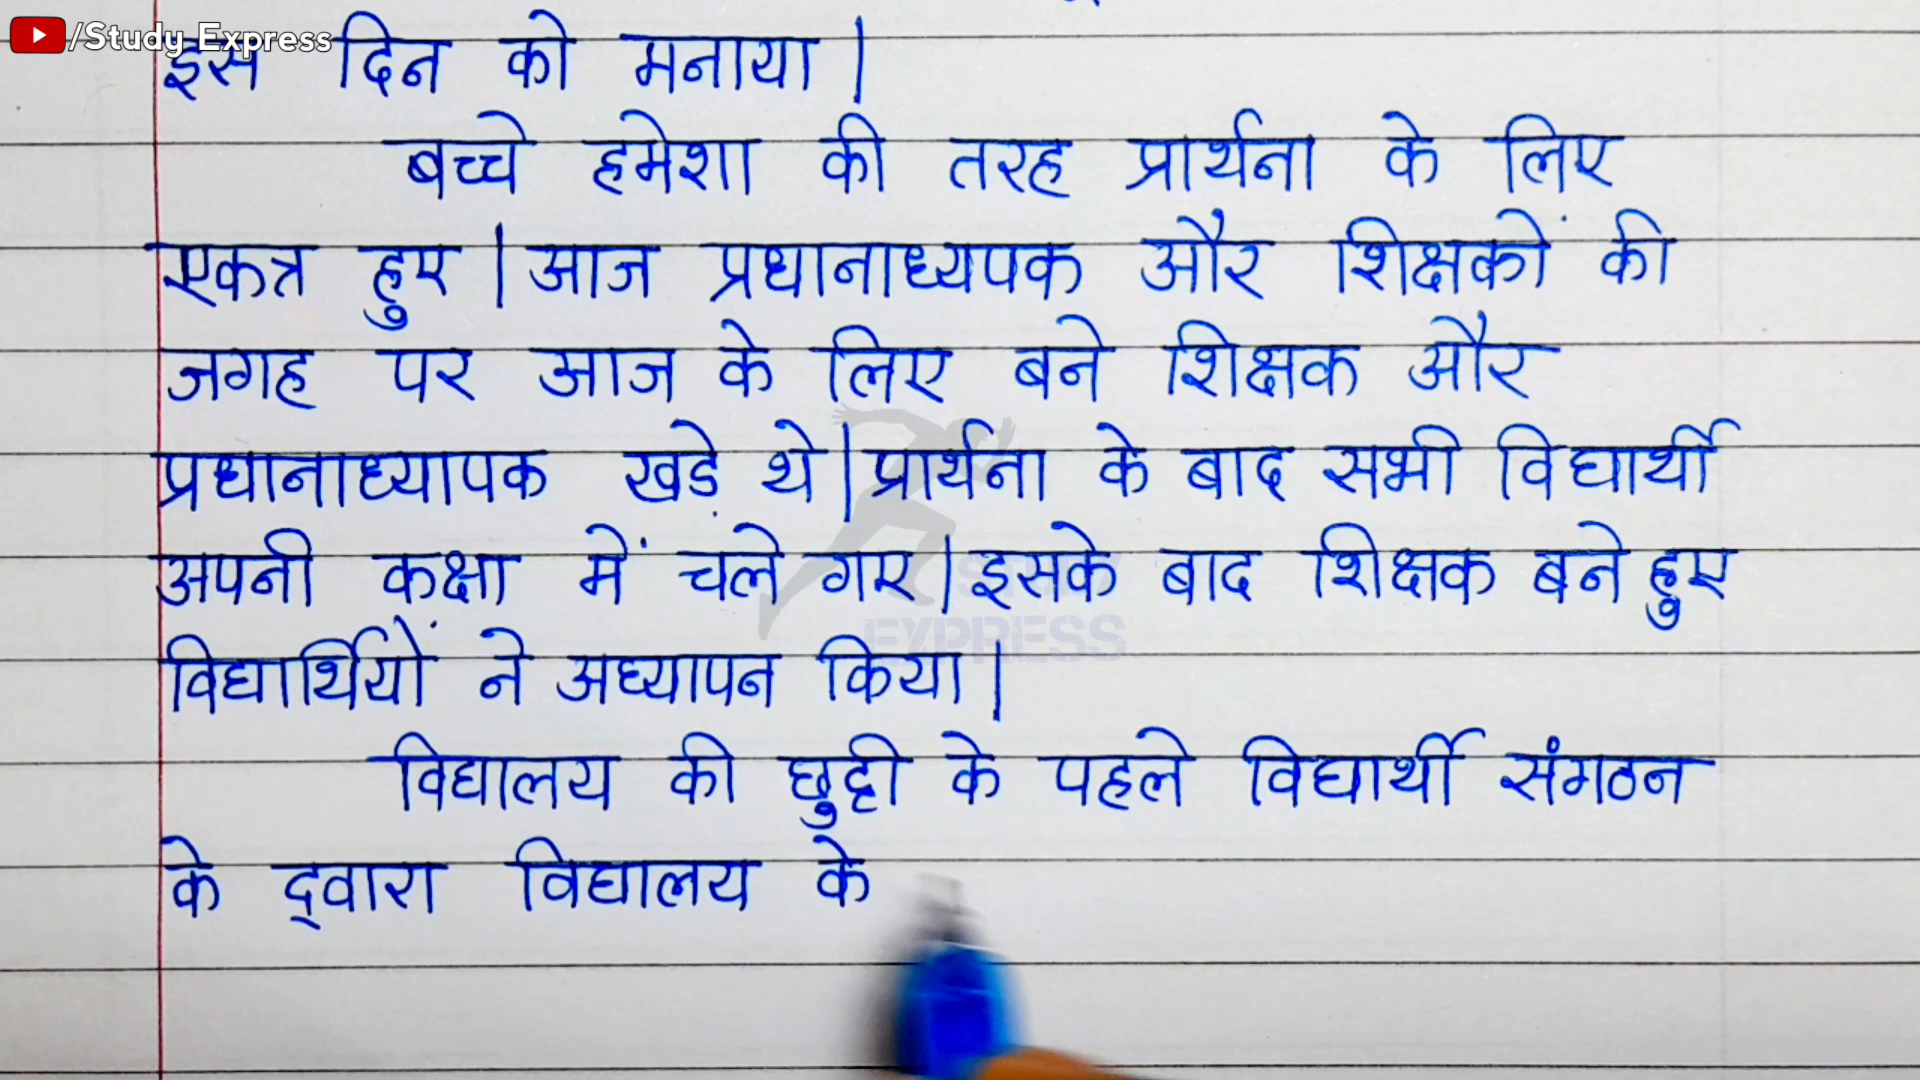 /Study Express
इस दिन को मनाया |
बच्चे हमेशा की तरह प्रार्थना के लिए
एकत्र हुए | आज प्रधानाध्यपक और शिक्षकों की
जगह पर आज के लिए बने शिक्षक और
प्रधानाध्यापक खड़े थे | प्रार्थना के बाद सभी विद्यार्थी
अपनी कक्षा में चले गए | इसके बाद शिक्षक बने हुए
विद्यार्थियों ने अध्यापन किया |
विद्यालय की छुट्टी के पहले विद्यार्थी संगठन
के द्वारा विद्यालय के
STUDY
EXPRESS